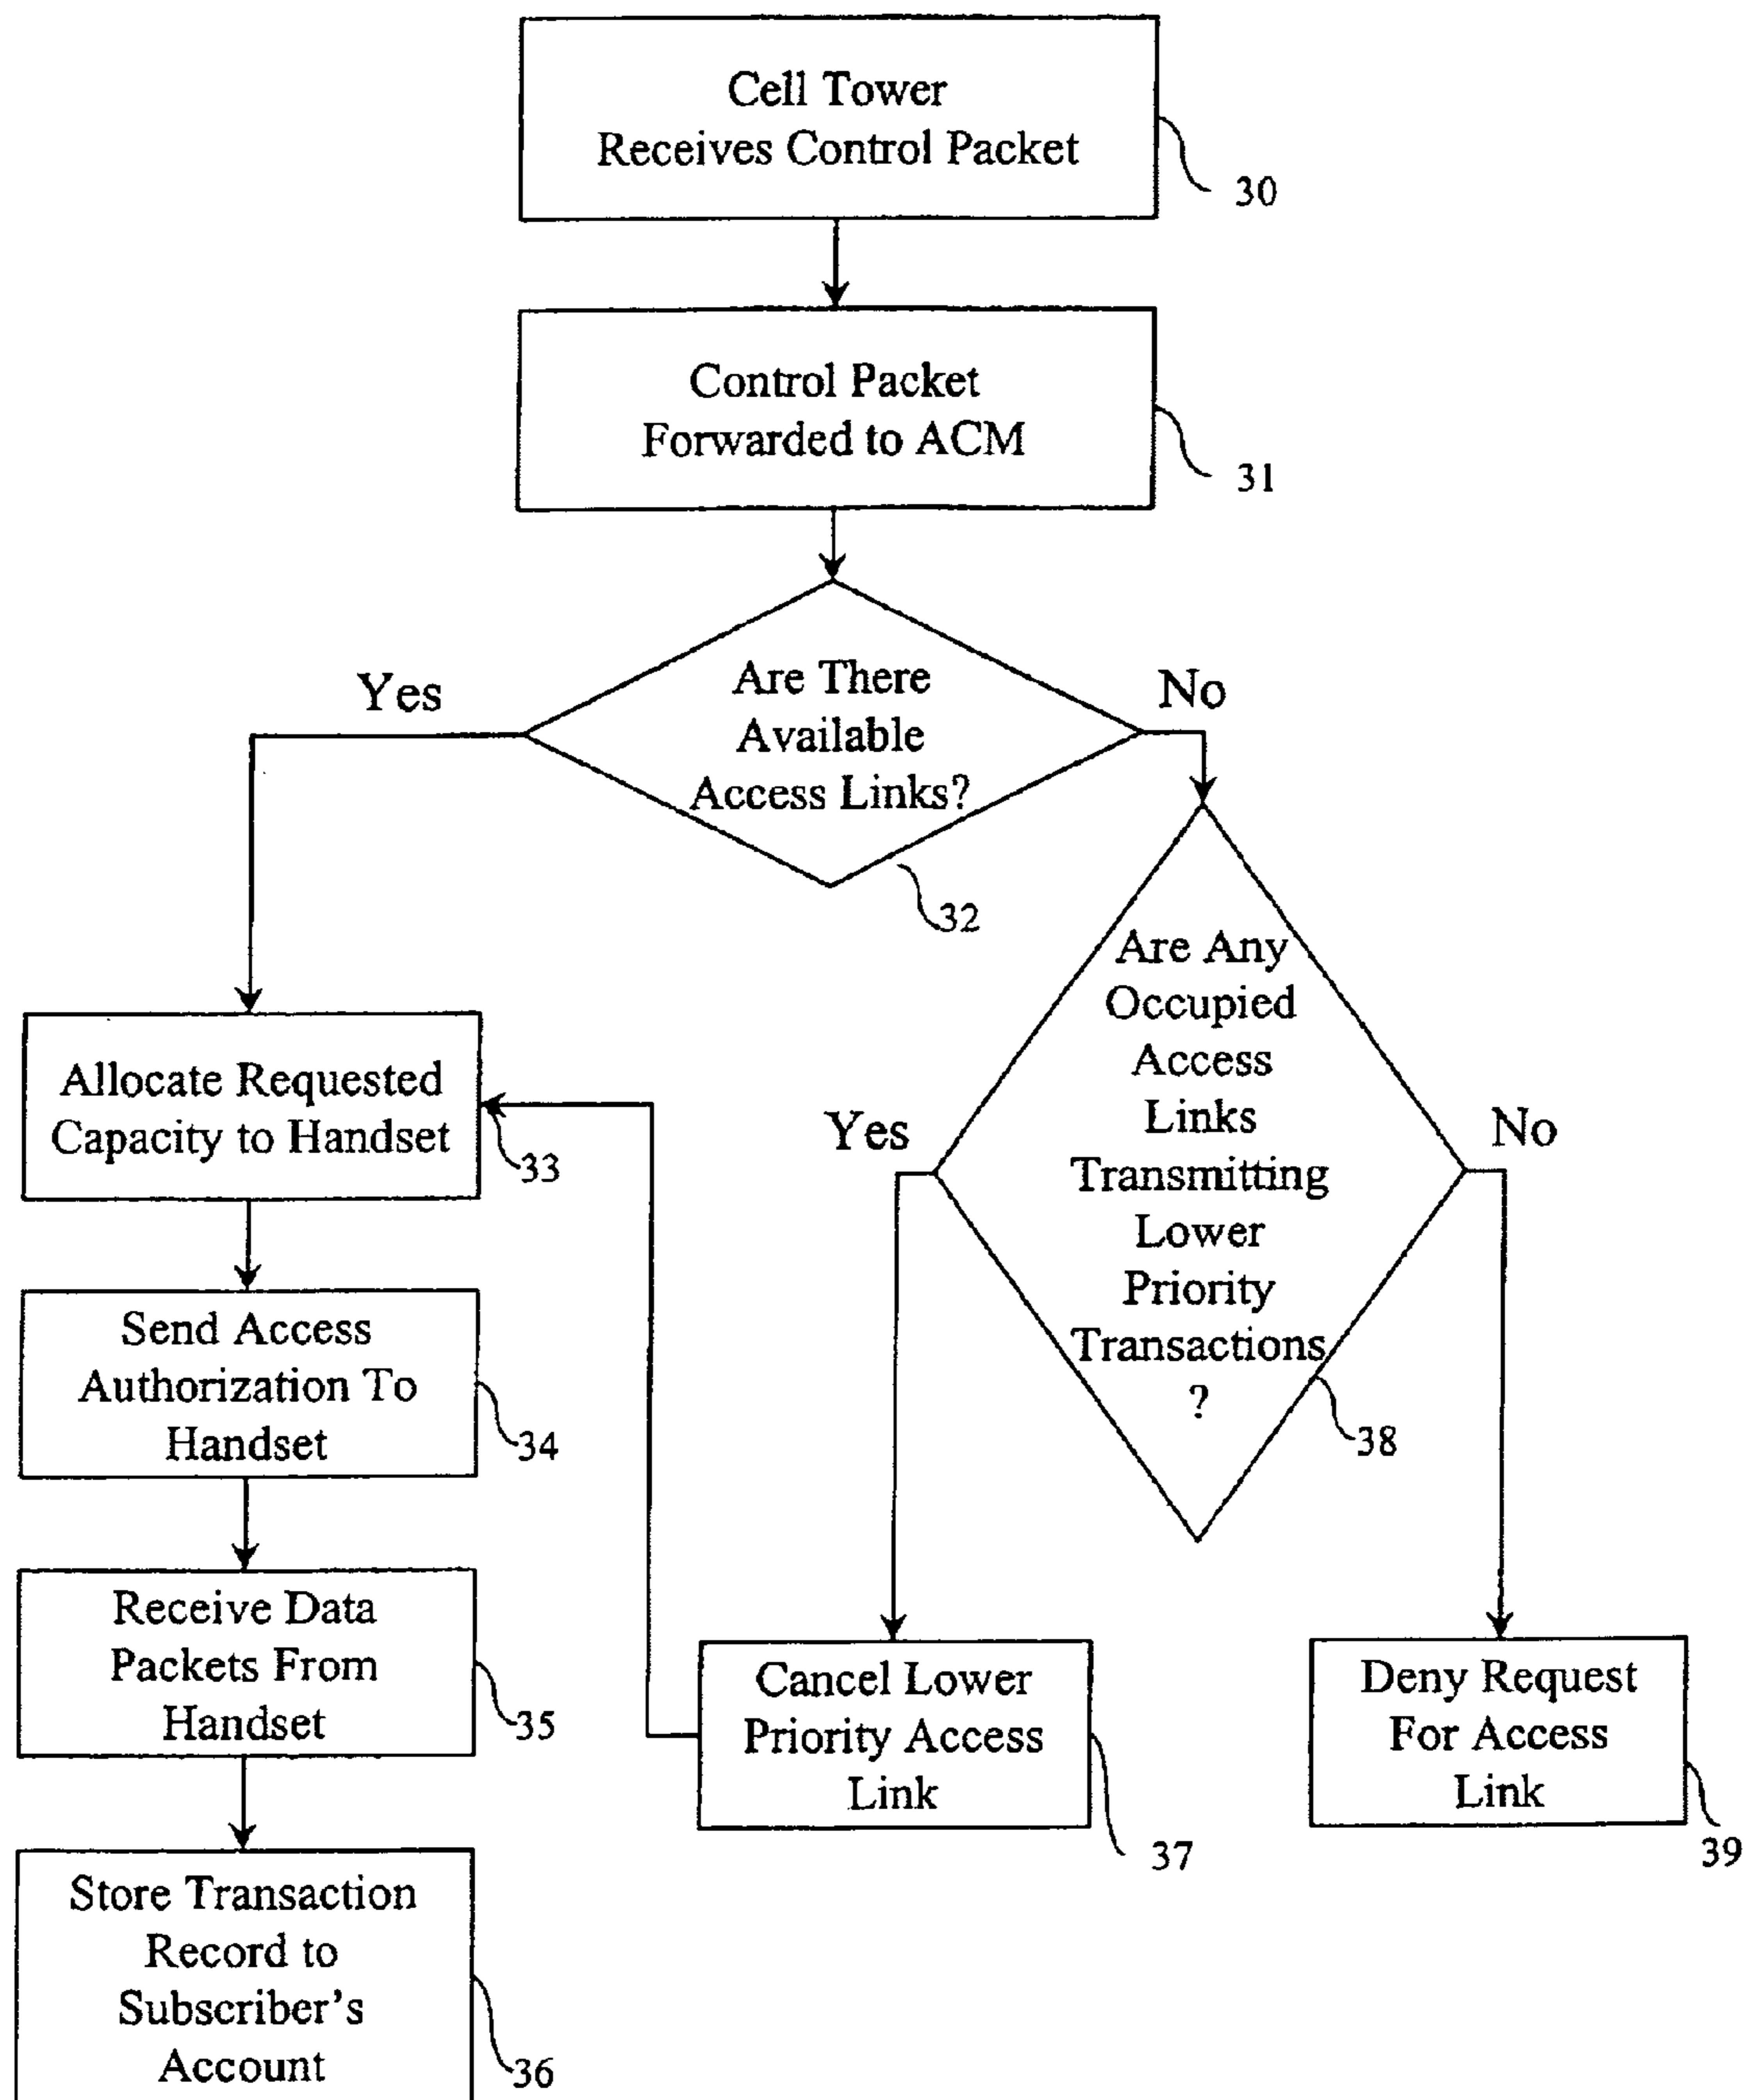 Cell Tower
Receives Control Packet
30
Control Packet
Forwarded to ACM
31
Are There
Available
Access Links?
32
Yes
No
Allocate Requested
Capacity to Handset
33
Send Access
Authorization To
Handset
34
Receive Data
Packets From
Handset
35
Store Transaction
Record to
Subscriber's
Account
36
Are Any
Occupied
Access
Links
Transmitting
Lower
Priority
Transactions
?
38
Yes
No
Cancel Lower
Priority Access
Link
37
Deny Request
For Access
Link
39